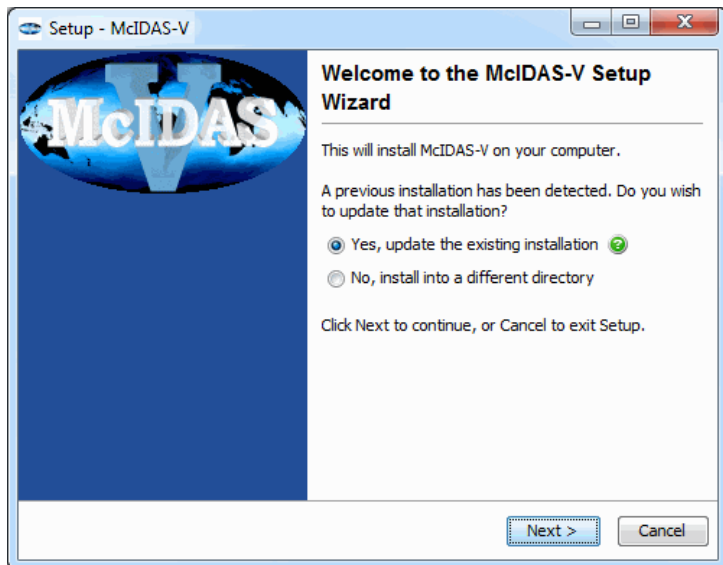 Setup - McIDAS-V
V
McIDAS
Welcome to the McIDAS-V Setup
Wizard
This will install McIDAS-V on your computer.
A previous installation has been detected. Do you wish
to update that installation?
Yes, update the existing installation ?
No, install into a different directory
Click Next to continue, or Cancel to exit Setup.
Next >
Cancel